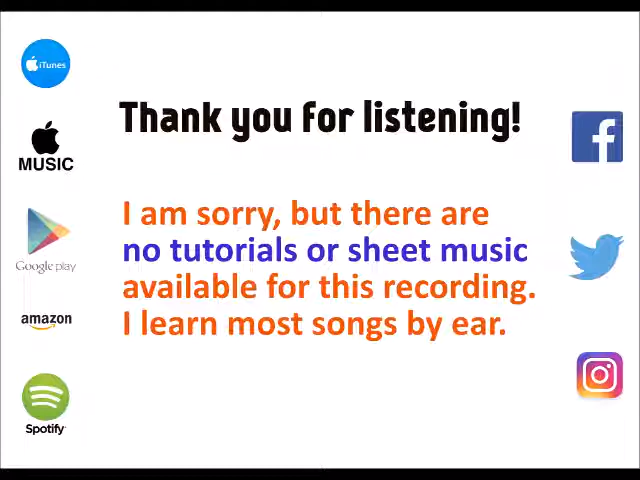 iTunes
Thank you for listening!
MUSIC
I am sorry, but there are
no tutorials or sheet music
available for this recording.
I learn most songs by ear.
Google play
amazon
Spotify